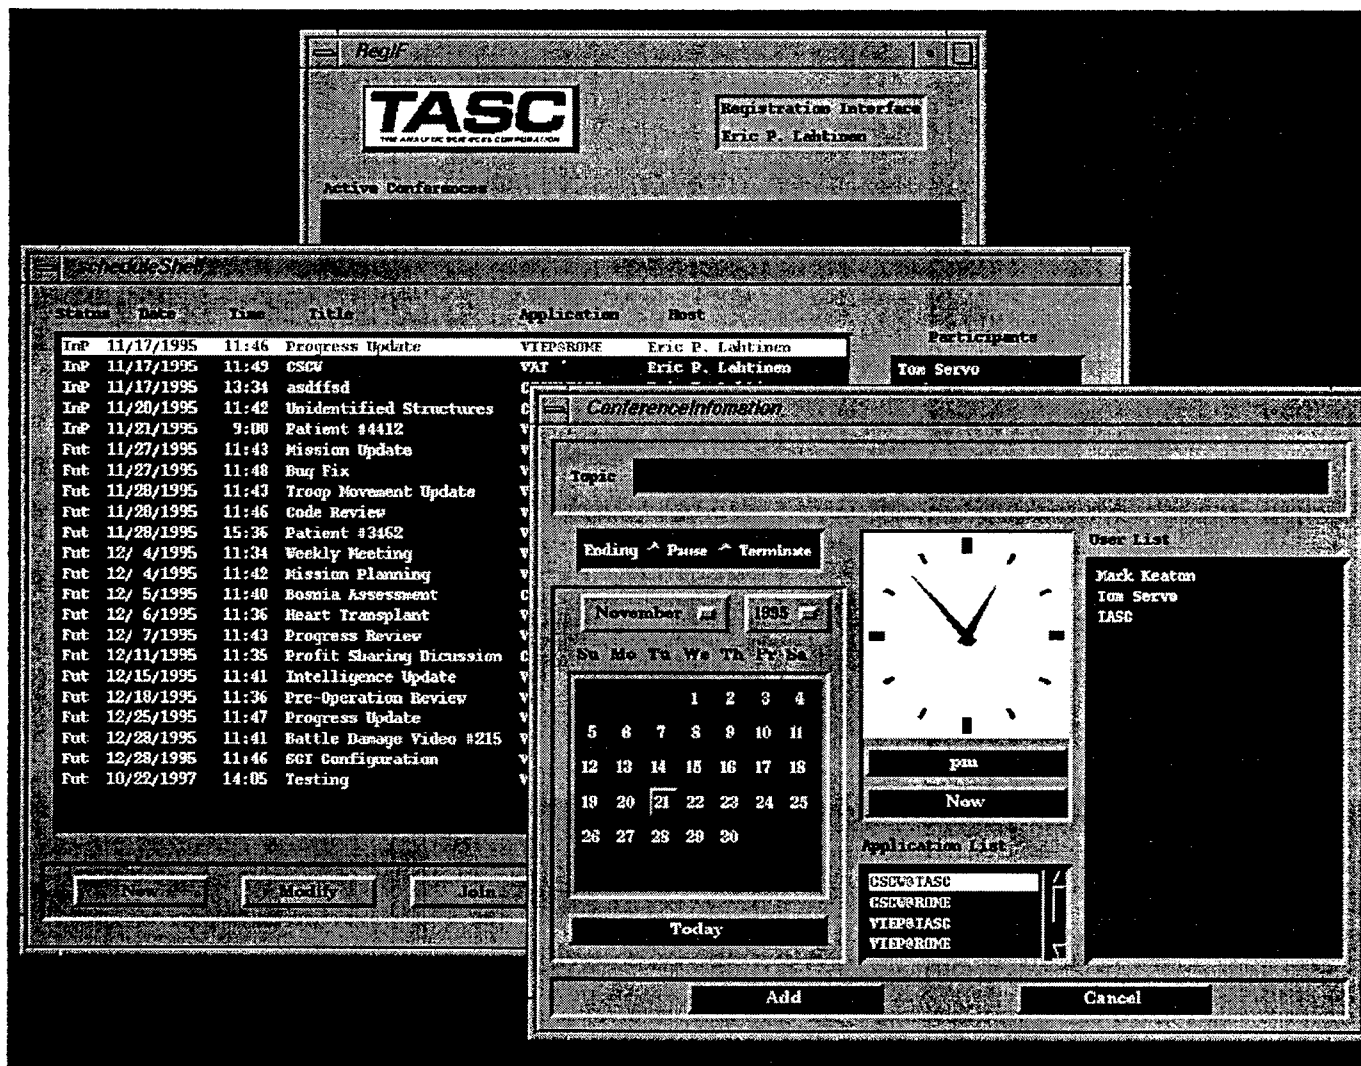 RegIF
TASC
THE ANALYTIC SCIENCES CORPORATION
Registration Interface
Eric P. Lahtinen
Active Conferences
scheduleShell
Status Date Time Title Application Host
Participants
InP 11/17/1995 11:46 Progress Update VTEP@ROME Eric P. Lahtinen
Tom Servo
InP 11/17/1995 11:49 CSCW VAT Eric P. Lahtinen
InP 11/17/1995 13:34 asdffsd
InP 11/20/1995 11:42 Unidentified Structures
InP 11/21/1995 9:00 Patient #4412
Fut 11/27/1995 11:43 Mission Update
Fut 11/27/1995 11:48 Bug Fix
Fut 11/28/1995 11:43 Troop Movement Update
Fut 11/28/1995 11:46 Code Review
Fut 11/28/1995 15:36 Patient #3462
Fut 12/ 4/1995 11:34 Weekly Meeting
Fut 12/ 4/1995 11:42 Mission Planning
Fut 12/ 5/1995 11:40 Bosnia Assessment
Fut 12/ 6/1995 11:36 Heart Transplant
Fut 12/ 7/1995 11:43 Progress Review
Fut 12/11/1995 11:35 Profit Sharing Dicussion
Fut 12/15/1995 11:41 Intelligence Update
Fut 12/18/1995 11:36 Pre-Operation Review
Fut 12/25/1995 11:47 Progress Update
Fut 12/28/1995 11:41 Battle Damage Video #215
Fut 12/28/1995 11:46 SGI Configuration
Fut 10/22/1997 14:05 Testing
New Modify Join
ConferenceInfomation
Topic
Ending Pause Terminate
November 1995
Su Mo Tu We Th Fr Sa
1 2 3 4
5 6 7 8 9 10 11
12 13 14 15 16 17 18
19 20 21 22 23 24 25
26 27 28 29 30
Today
pm
Now
Application List
CSCW@TASC
CSCW@ROME
VTEP@TASC
VTEP@ROME
User List
Mark Keaton
Tom Servo
TASC
Add Cancel